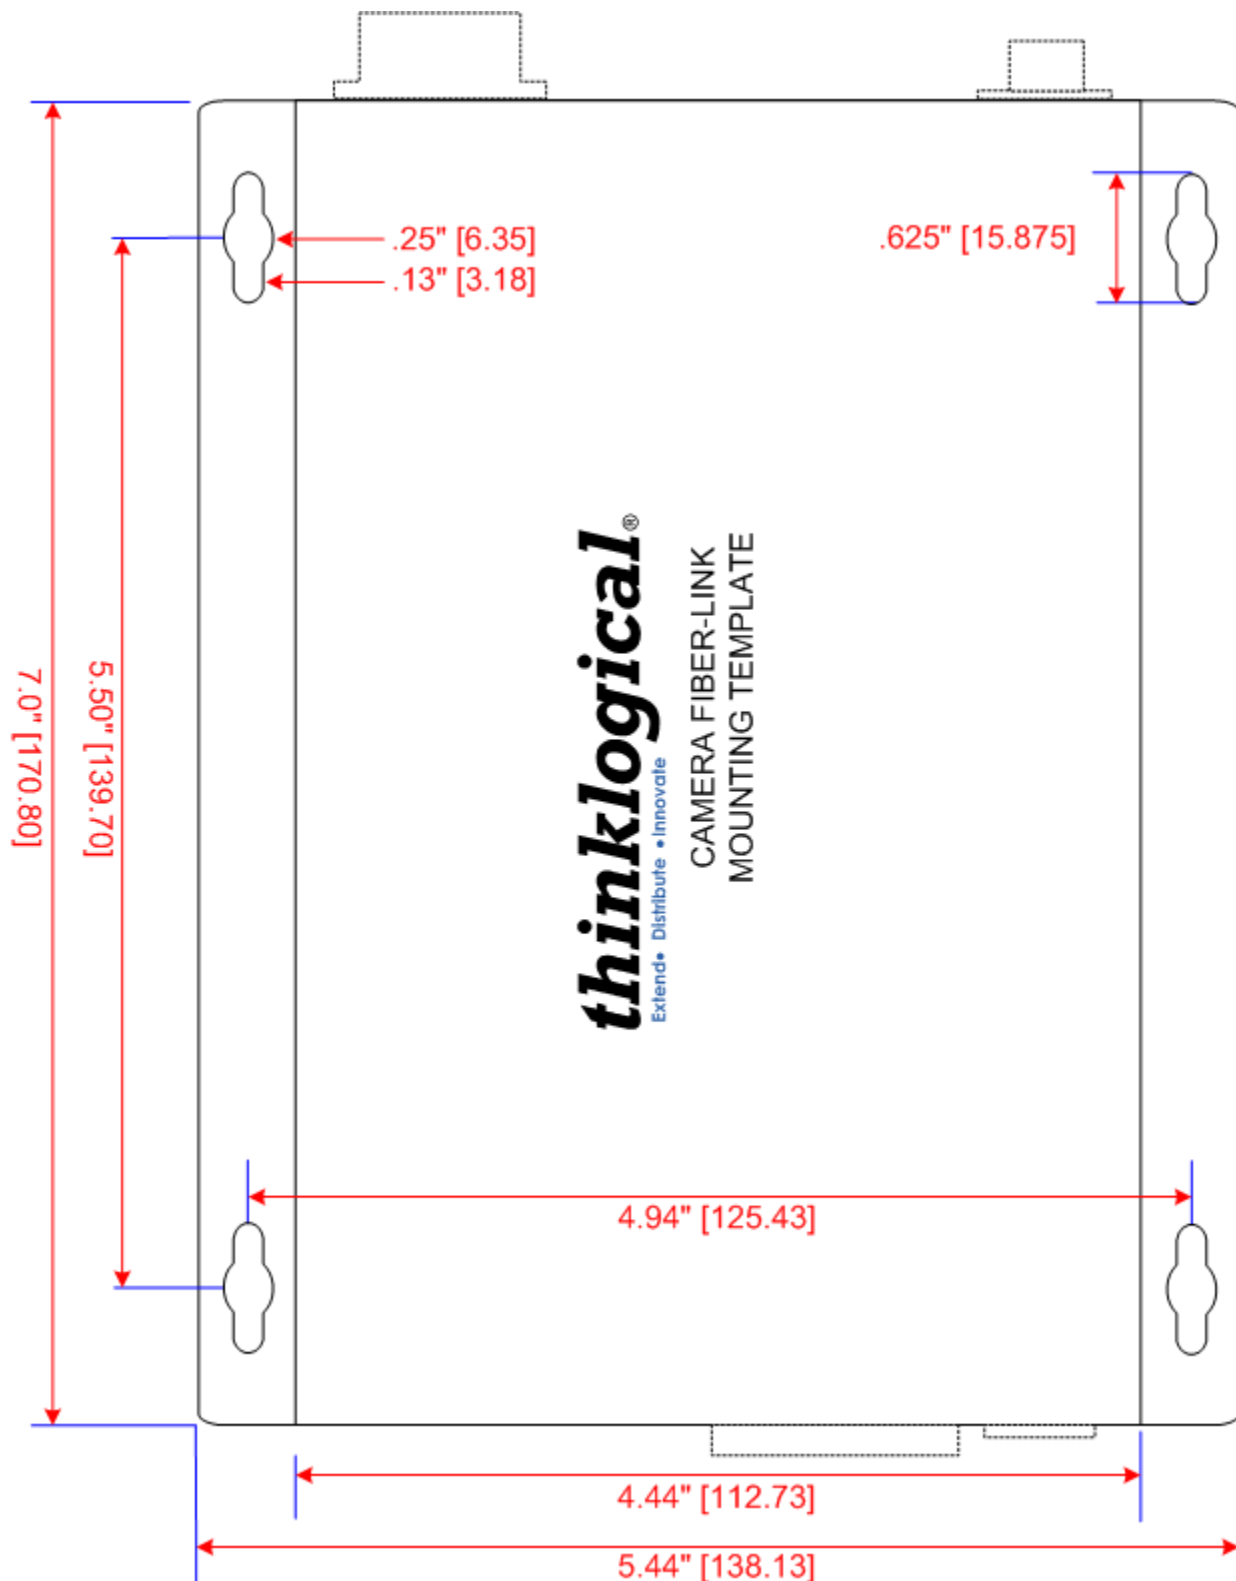 .25" [6.35]
.13" [3.18]
.625" [15.875]
7.0" [170.80]
5.50" [139.70]
thinklogical®
Extend• Distribute •Innovate
CAMERA FIBER-LINK
MOUNTING TEMPLATE
4.94" [125.43]
4.44" [112.73]
5.44" [138.13]